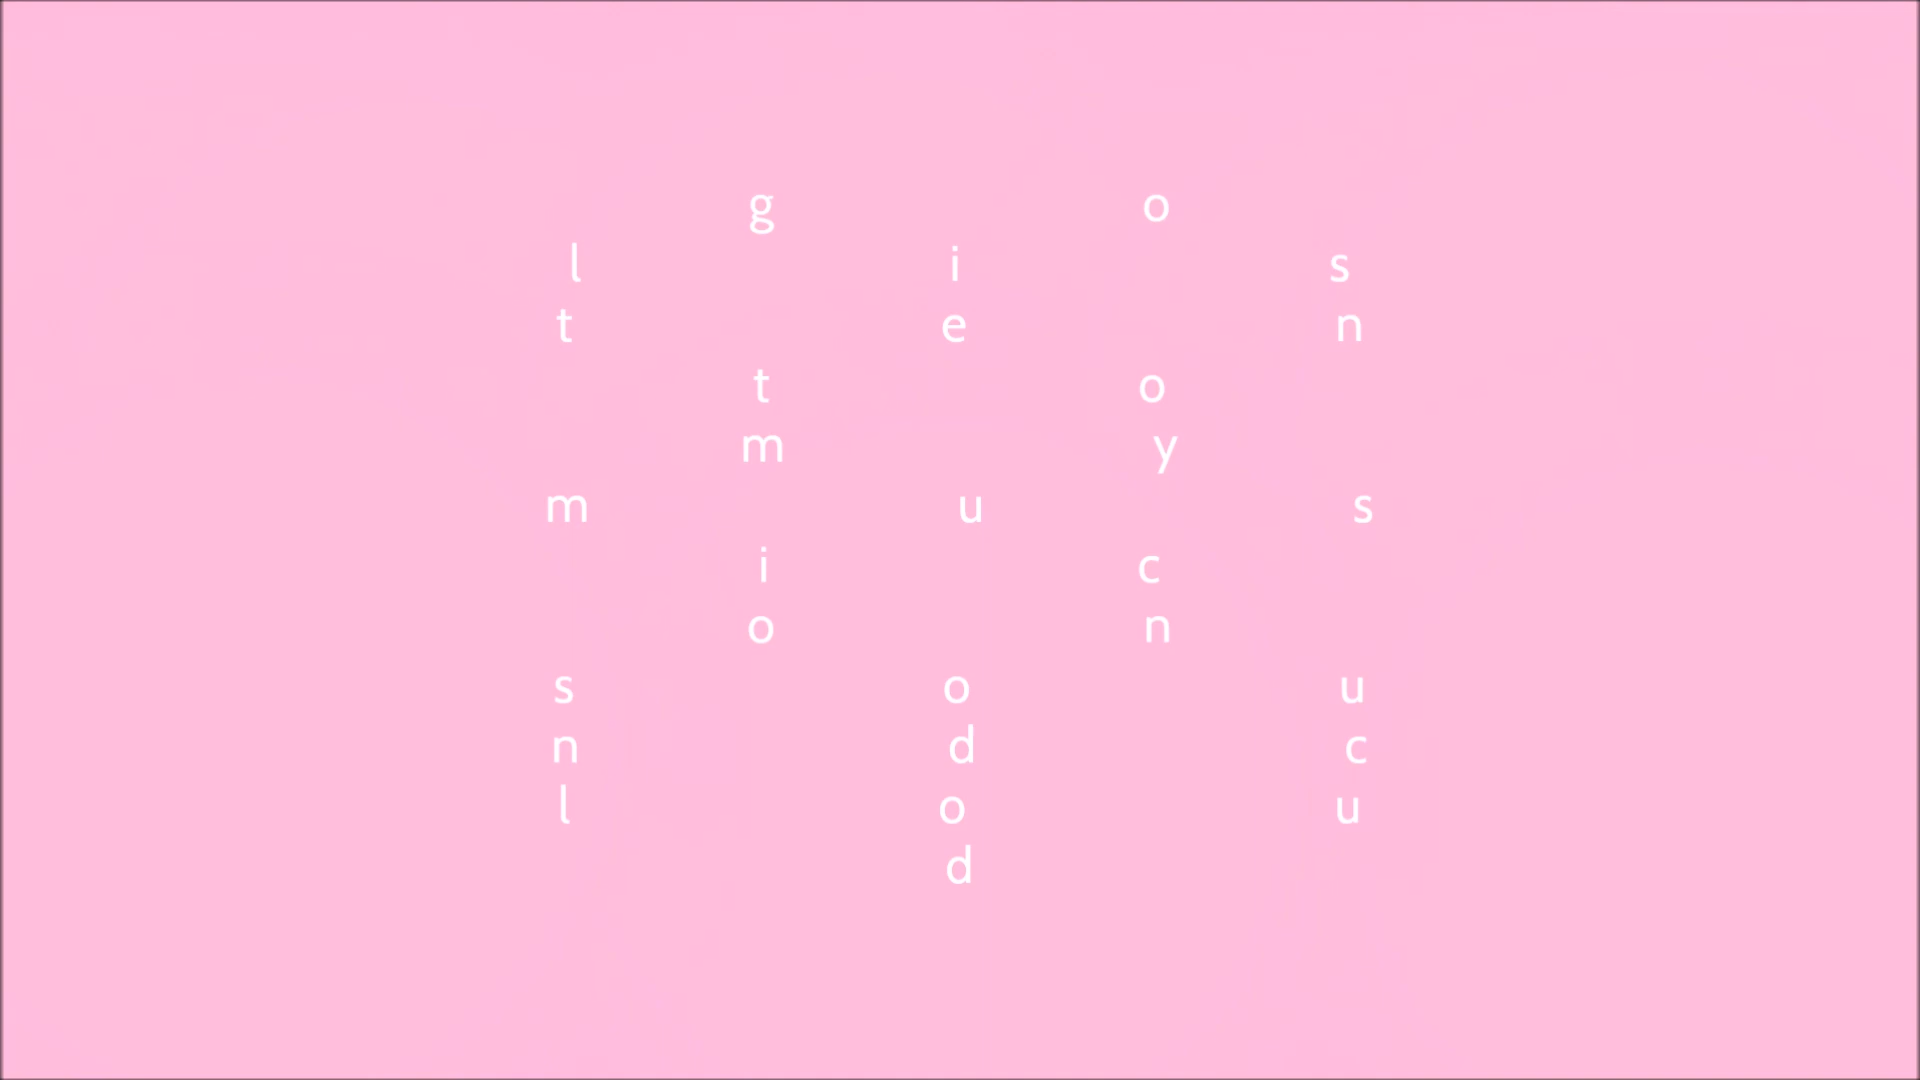 g o
l i s
t e n
t o
m y
m u s
i c
o n
s o u
n d c
l o u
d